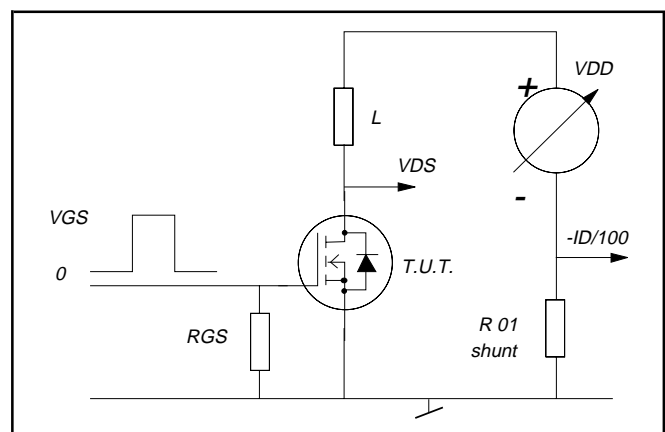 VDD
+
L
VDS
-
VGS
-ID/100
0
T.U.T.
RGS
R 01
shunt